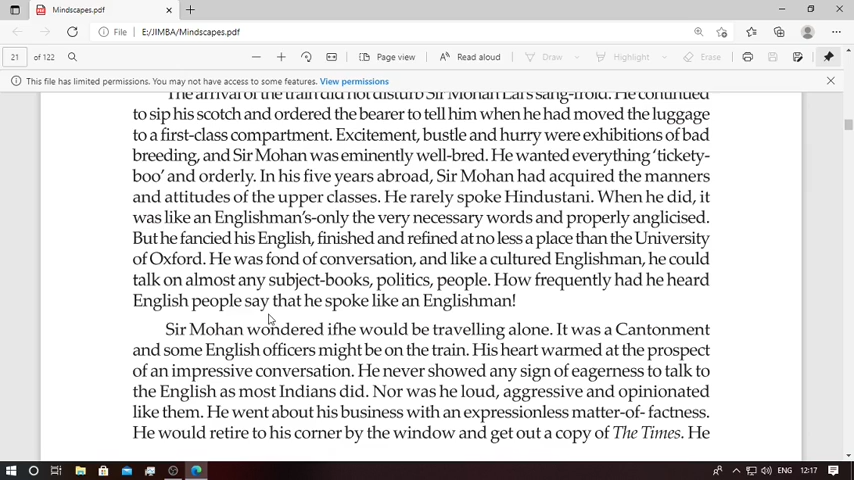 Mindscapes.pdf
File
E:/JIMBA/Mindscapes.pdf
21 of 122
Page view
Read aloud
Draw
Highlight
Erase
This file has limited permissions. You may not have access to some features. View permissions
The arrival of the train did not disturb Sir Mohan Lal's sang-froid. He continued
to sip his scotch and ordered the bearer to tell him when he had moved the luggage
to a first-class compartment. Excitement, bustle and hurry were exhibitions of bad
breeding, and Sir Mohan was eminently well-bred. He wanted everything 'tickety-
boo' and orderly. In his five years abroad, Sir Mohan had acquired the manners
and attitudes of the upper classes. He rarely spoke Hindustani. When he did, it
was like an Englishman's-only the very necessary words and properly anglicised.
But he fancied his English, finished and refined at no less a place than the University
of Oxford. He was fond of conversation, and like a cultured Englishman, he could
talk on almost any subject-books, politics, people. How frequently had he heard
English people say that he spoke like an Englishman!
Sir Mohan wondered ifhe would be travelling alone. It was a Cantonment
and some English officers might be on the train. His heart warmed at the prospect
of an impressive conversation. He never showed any sign of eagerness to talk to
the English as most Indians did. Nor was he loud, aggressive and opinionated
like them. He went about his business with an expressionless matter-of- factness.
He would retire to his corner by the window and get out a copy of The Times. He
ENG
12:17